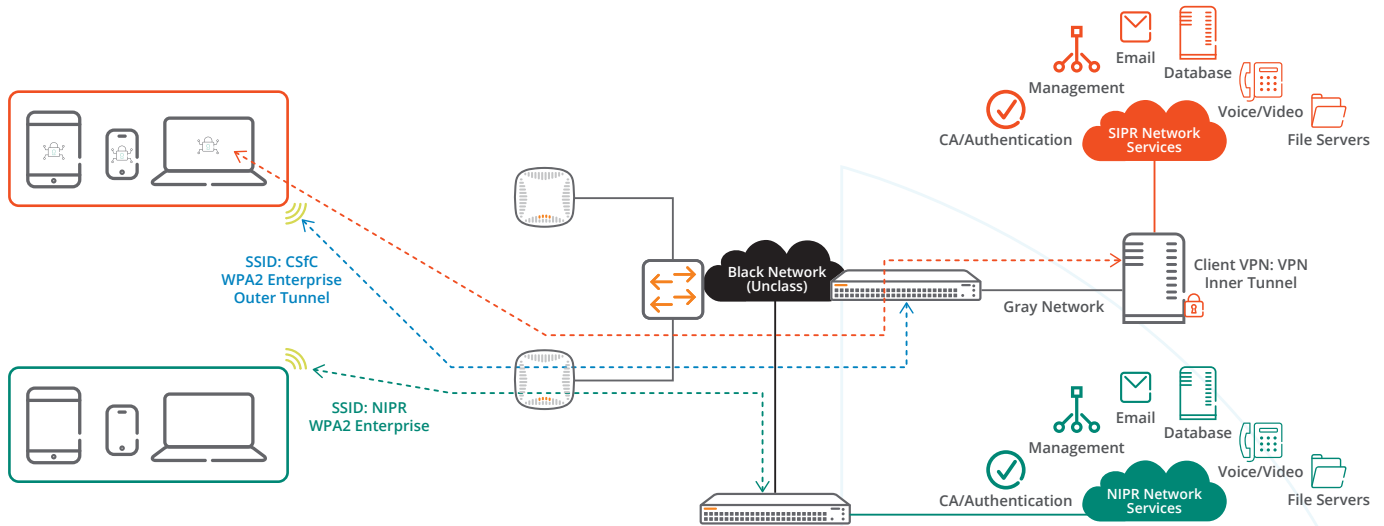 Email
Database
Management
Voice/Video
CA/Authentication
SIPR Network
Services
File Servers
SSID: CSfC
WPA2 Enterprise
Outer Tunnel
Black Network
(Unclass)
Client VPN: VPN
Inner Tunnel
Gray Network
SSID: NIPR
WPA2 Enterprise
Email
Database
Management
Voice/Video
CA/Authentication
NIPR Network
Services
File Servers